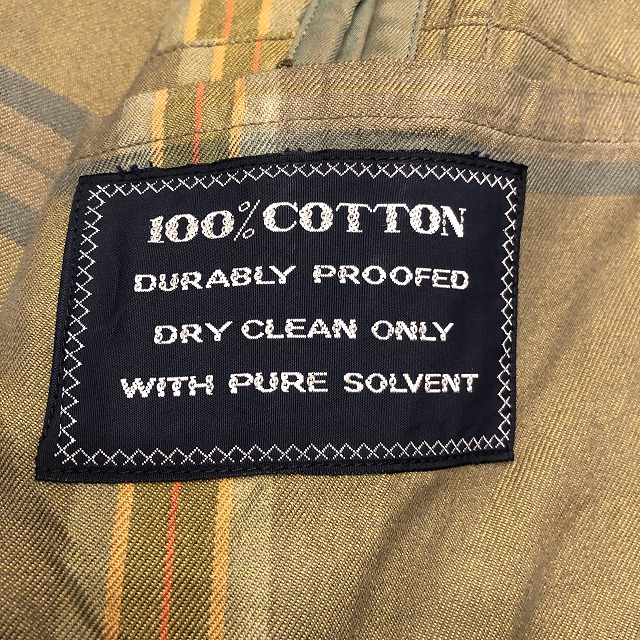 100% COTTON
DURABLY PROOFED
DRY CLEAN ONLY
WITH PURE SOLVENT